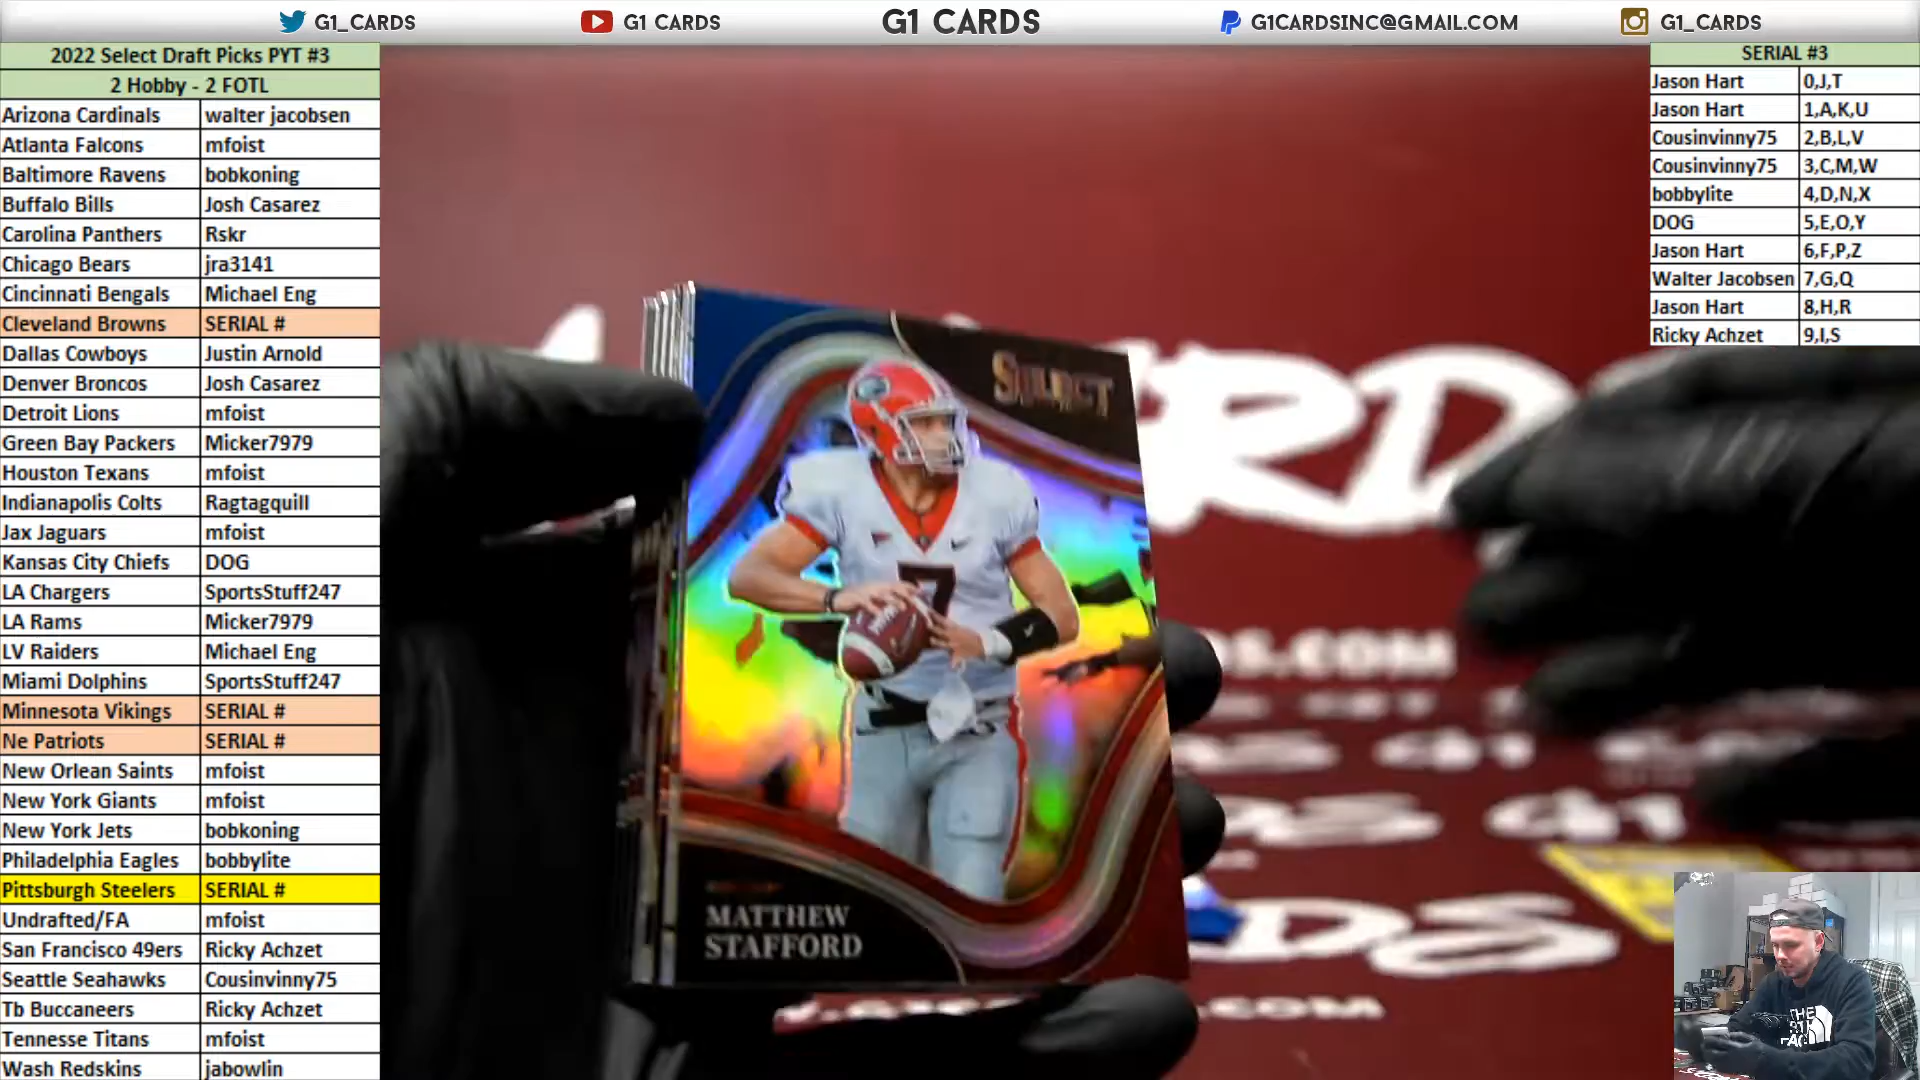 G1_CARDS
G1 CARDS
G1 CARDS
G1CARDSINC@GMAIL.COM
G1_CARDS
2022 Select Draft Picks PYT #3
2 Hobby - 2 FOTL
Arizona Cardinals walter jacobsen
Atlanta Falcons mfoist
Baltimore Ravens bobkoning
Buffalo Bills Josh Casarez
Carolina Panthers Rskr
Chicago Bears jra3141
Cincinnati Bengals Michael Eng
Cleveland Browns SERIAL #
Dallas Cowboys Justin Arnold
Denver Broncos Josh Casarez
Detroit Lions mfoist
Green Bay Packers Micker7979
Houston Texans mfoist
Indianapolis Colts Ragtagquill
Jax Jaguars mfoist
Kansas City Chiefs DOG
LA Chargers SportsStuff247
LA Rams Micker7979
LV Raiders Michael Eng
Miami Dolphins SportsStuff247
Minnesota Vikings SERIAL #
Ne Patriots SERIAL #
New Orlean Saints mfoist
New York Giants mfoist
New York Jets bobkoning
Philadelphia Eagles bobbylite
Pittsburgh Steelers SERIAL #
Undrafted/FA mfoist
San Francisco 49ers Ricky Achzet
Seattle Seahawks Cousinvinny75
Tb Buccaneers Ricky Achzet
Tennesse Titans mfoist
Wash Redskins jabowlin
SERIAL #3
Jason Hart 0,J,T
Jason Hart 1,A,K,U
Cousinvinny75 2,B,L,V
Cousinvinny75 3,C,M,W
bobbylite 4,D,N,X
DOG 5,E,O,Y
Jason Hart 6,F,P,Z
Walter Jacobsen 7,G,Q
Jason Hart 8,H,R
Ricky Achzet 9,I,S
SELECT
7
MATTHEW
STAFFORD
THE